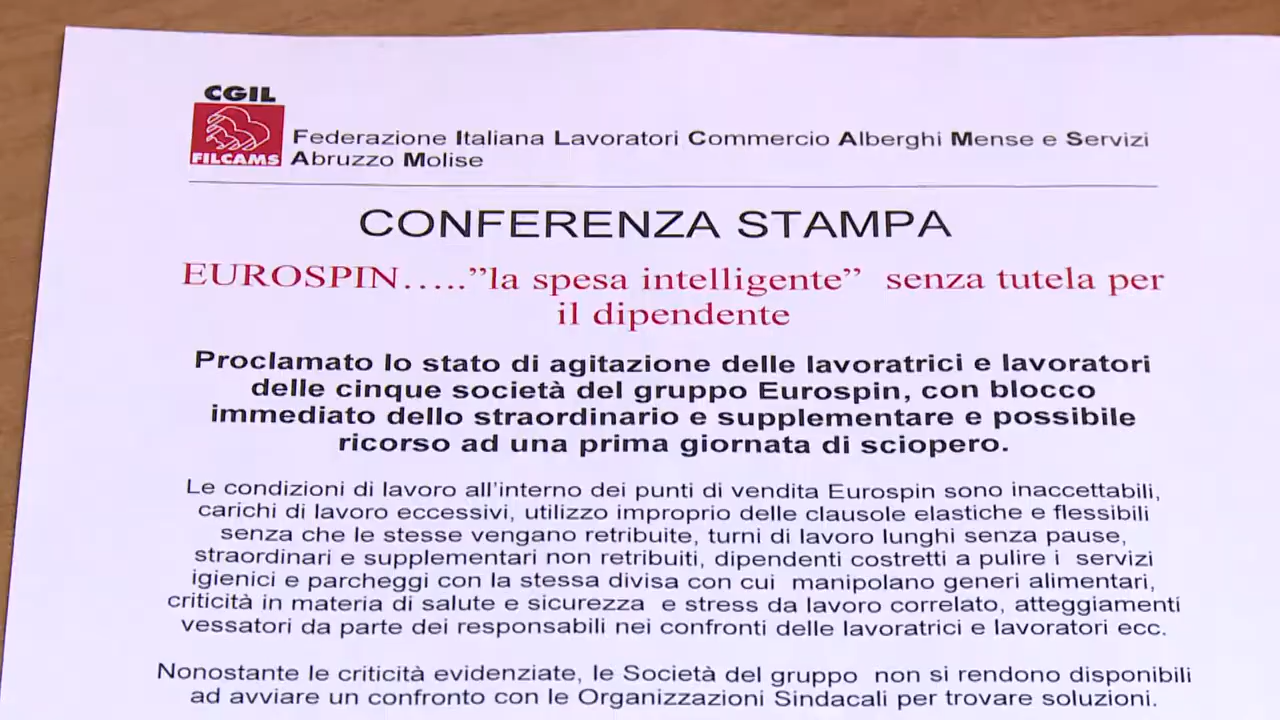 CGIL
FILCAMS
Federazione Italiana Lavoratori Commercio Alberghi Mense e Servizi
Abruzzo Molise
CONFERENZA STAMPA
EUROSPIN.....”la spesa intelligente” senza tutela per
il dipendente
Proclamato lo stato di agitazione delle lavoratrici e lavoratori
delle cinque società del gruppo Eurospin, con blocco
immediato dello straordinario e supplementare e possibile
ricorso ad una prima giornata di sciopero.
Le condizioni di lavoro all’interno dei punti di vendita Eurospin sono inaccettabili,
carichi di lavoro eccessivi, utilizzo improprio delle clausole elastiche e flessibili
senza che le stesse vengano retribuite, turni di lavoro lunghi senza pause,
straordinari e supplementari non retribuiti, dipendenti costretti a pulire i servizi
igienici e parcheggi con la stessa divisa con cui manipolano generi alimentari,
criticità in materia di salute e sicurezza e stress da lavoro correlato, atteggiamenti
vessatori da parte dei responsabili nei confronti delle lavoratrici e lavoratori ecc.
Nonostante le criticità evidenziate, le Società del gruppo non si rendono disponibili
ad avviare un confronto con le Organizzazioni Sindacali per trovare soluzioni.